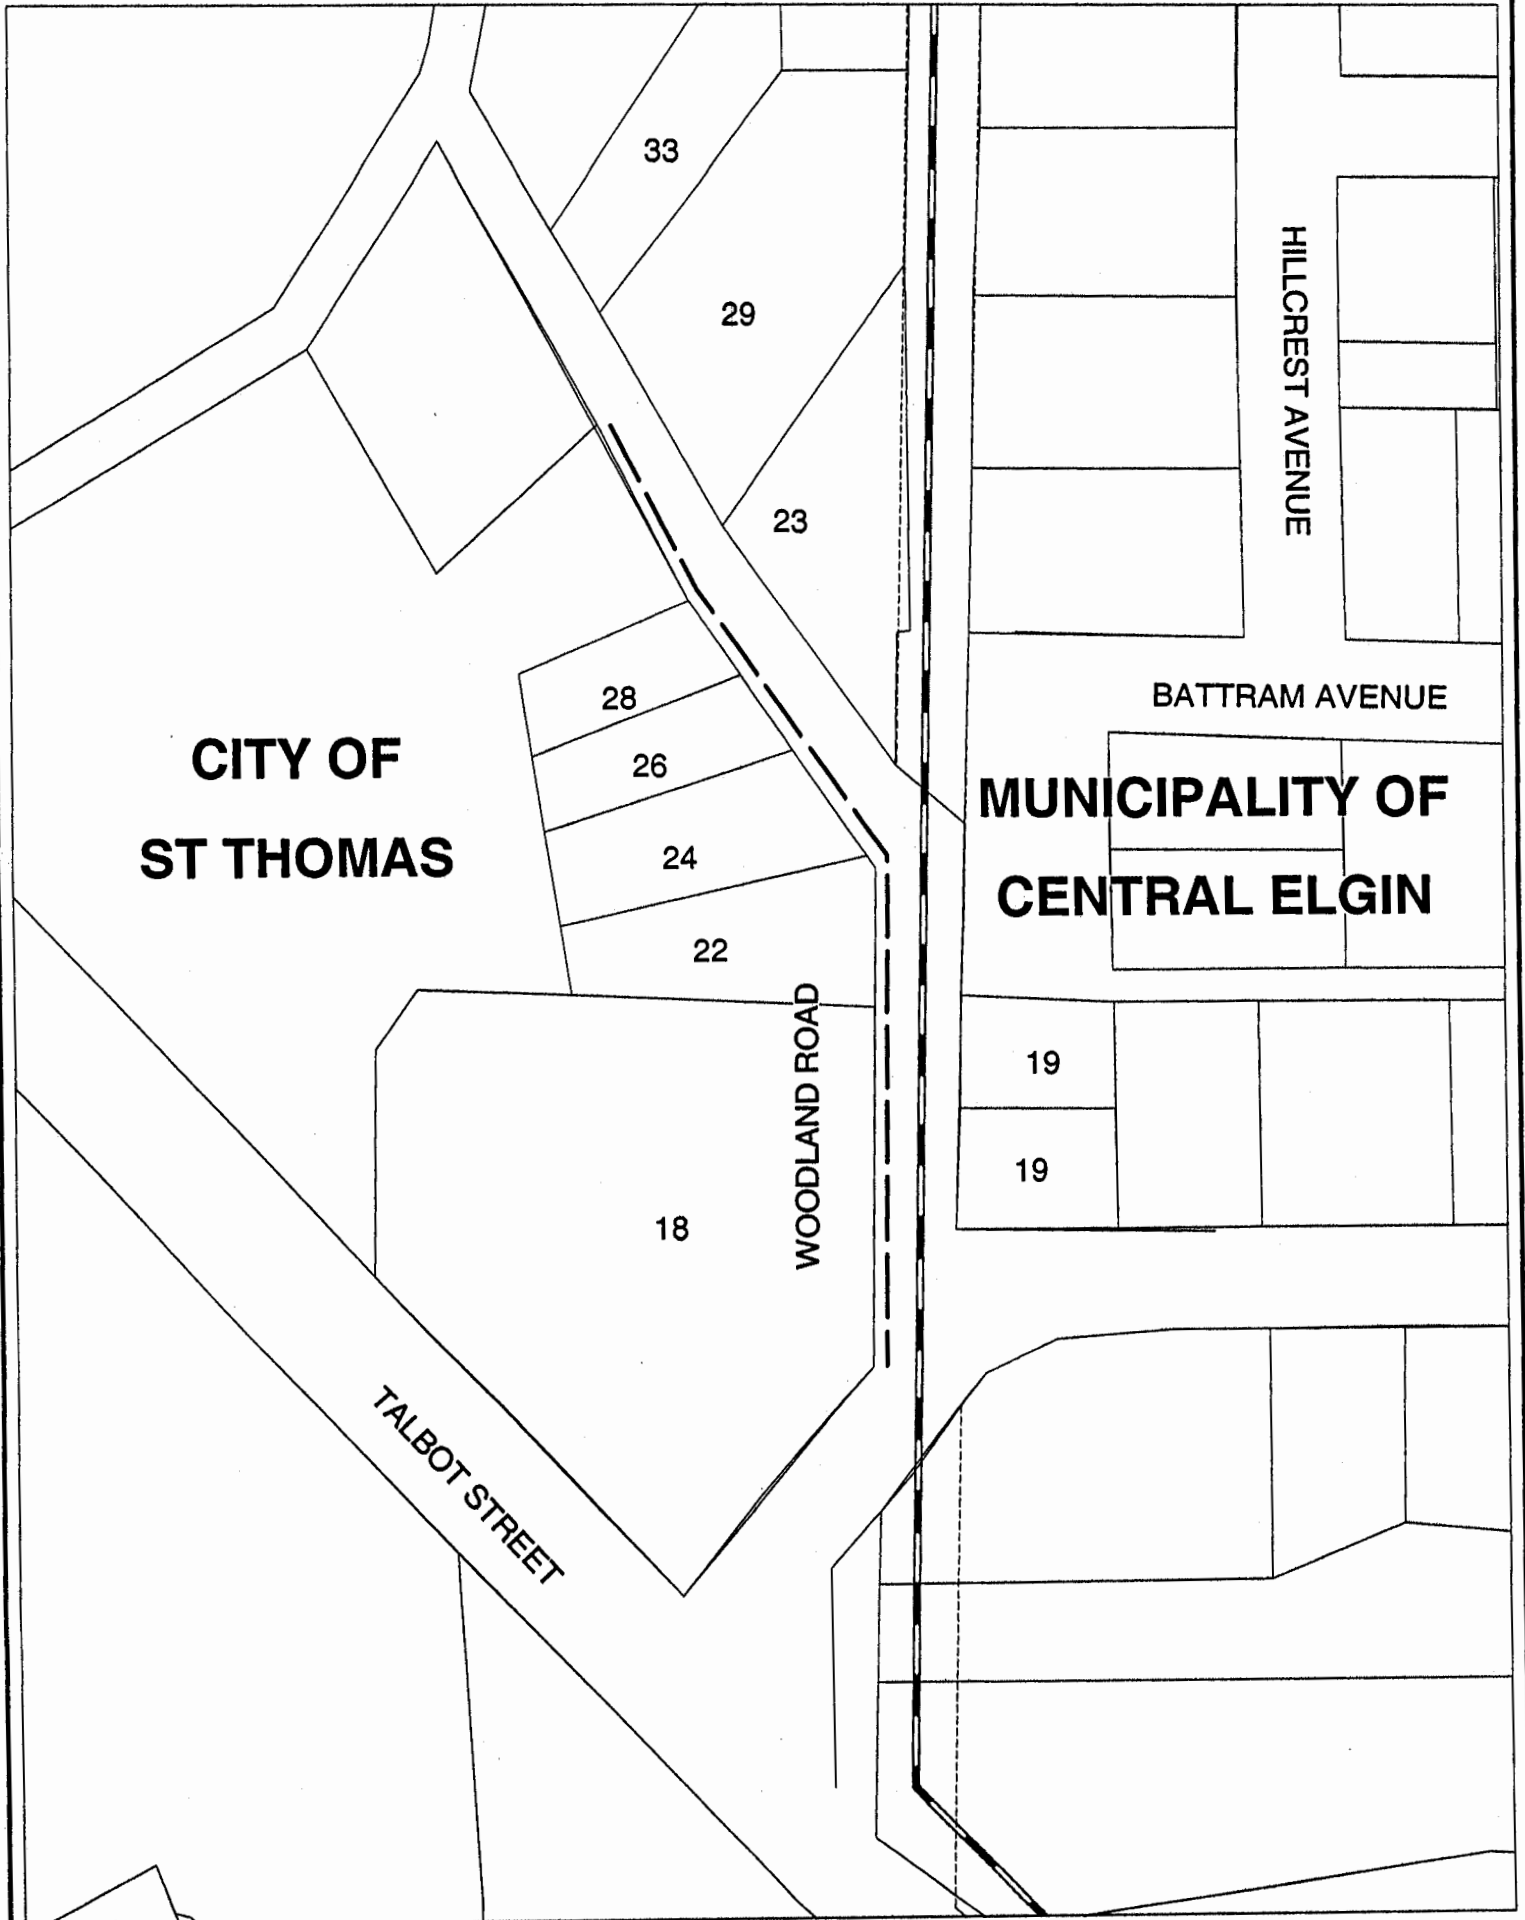 33
29
HILLCREST AVENUE
23
28
BATTRAM AVENUE
CITY OF
ST THOMAS
26
MUNICIPALITY OF
CENTRAL ELGIN
24
22
WOODLAND ROAD
19
19
18
TALBOT STREET